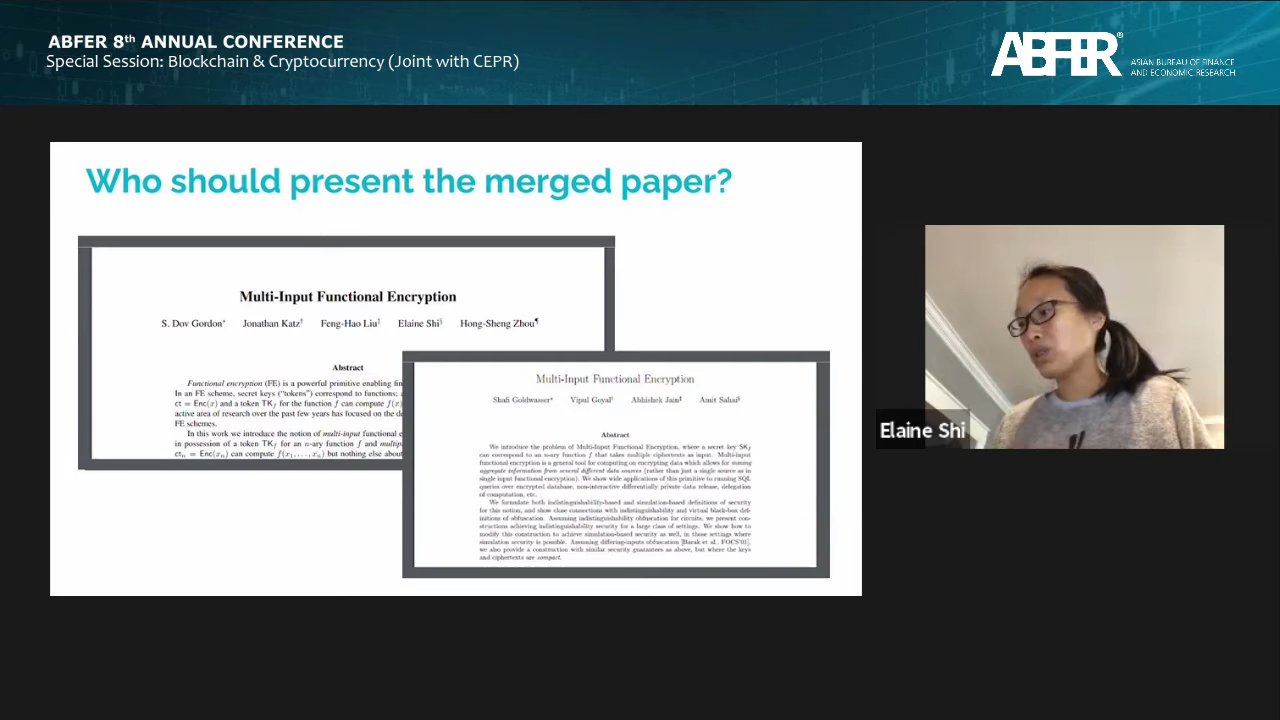 ABFER 8th ANNUAL CONFERENCE
Special Session: Blockchain & Cryptocurrency (Joint with CEPR)
ABFER®
ASIAN BUREAU OF FINANCE
AND ECONOMIC RESEARCH
Who should present the merged paper?
Multi-Input Functional Encryption
S. Dov Gordon* Jonathan Katz† Feng-Hao Liu‡ Elaine Shi§ Hong-Sheng Zhou¶
Abstract
Functional encryption (FE) is a powerful primitive enabling fin
In an FE scheme, secret keys ("tokens") correspond to functions;
ct = Enc(x) and a token TKf for the function f can compute f(x)
active area of research over the past few years has focused on the
FE schemes.
In this work we introduce the notion of multi-input functional
in possession of a token TKf for an n-ary function f and
ctn = Enc(xn) can compute f(x1, . . . , xn) but nothing else about
Multi-Input Functional Encryption
Shafi Goldwasser* Vipul Goyal† Abhishek Jain‡ Amit Sahai§
Abstract
We introduce the problem of Multi-Input Functional Encryption, where a secret key SKf
can correspond to an n-ary function f that takes multiple ciphertexts as input. Multi-input
functional encryption is a general tool for computing on encrypting data which allows for mining
aggregate information from several different data sources (rather than just a single source as in
single input functional encryption). We show wide applications of this primitive to running SQL
queries over encrypted database, non-interactive differentially private data release, delegation
of computation, etc.
We formulate both indistinguishability-based and simulation-based definitions of security
for this notion, and show close connections with indistinguishability and virtual black-box def-
initions of obfuscation. Assuming indistinguishability obfuscation for circuits, we present con-
structions achieving indistinguishability security for a large class of settings. We show how to
modify this construction to achieve simulation-based security as well, in those settings where
simulation security is possible. Assuming differing-inputs obfuscation [Barak et al., FOCS'01],
we also provide a construction with similar security guarantees as above, but where the keys
and ciphertexts are compact.
Elaine Shi